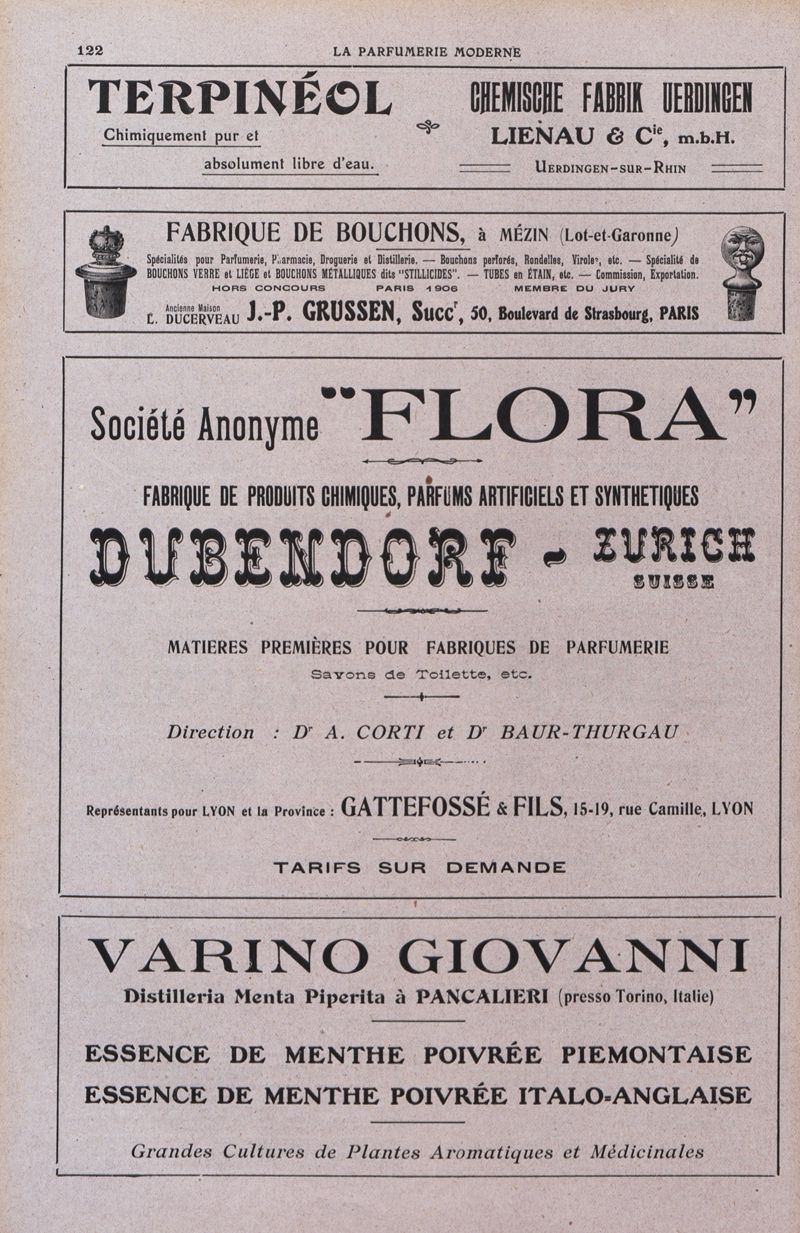 122
LA PARFUMERIE MODERNE
TERPINÉOL
Chimiquement pur et
absolument libre d'eau.
CHEMISCHE FABRIK UERDINGEN
LIENAU & Cie, m.b.H.
UERDINGEN-SUR-RHIN
FABRIQUE DE BOUCHONS, à MÉZIN (Lot-et-Garonne)
Spécialités pour Parfumerie, Pharmacie, Droguerie et Distillerie. — Bouchons perforés, Rondelles, Viroles, etc. — Spécialité de
BOUCHONS VERRE et LIÈGE et BOUCHONS MÉTALLIQUES dits "STILLICIDES". — TUBES en ÉTAIN, etc. — Commission, Exportation.
HORS CONCOURS PARIS 1906 MEMBRE DU JURY
Ancienne Maison
L. DUCERVEAU J.-P. GRUSSEN, Succr, 50, Boulevard de Strasbourg, PARIS
Société Anonyme "FLORA"
FABRIQUE DE PRODUITS CHIMIQUES, PARFUMS ARTIFICIELS ET SYNTHETIQUES
DUBENDORF - ZURICH
SUISSE
MATIERES PREMIÈRES POUR FABRIQUES DE PARFUMERIE
Savons de Toilette, etc.
Direction : Dr A. CORTI et Dr BAUR-THURGAU
Représentants pour LYON et la Province : GATTEFOSSÉ & FILS, 15-19, rue Camille, LYON
TARIFS SUR DEMANDE
VARINO GIOVANNI
Distilleria Menta Piperita à PANCALIERI (presso Torino, Italie)
ESSENCE DE MENTHE POIVRÉE PIEMONTAISE
ESSENCE DE MENTHE POIVRÉE ITALO-ANGLAISE
Grandes Cultures de Plantes Aromatiques et Médicinales